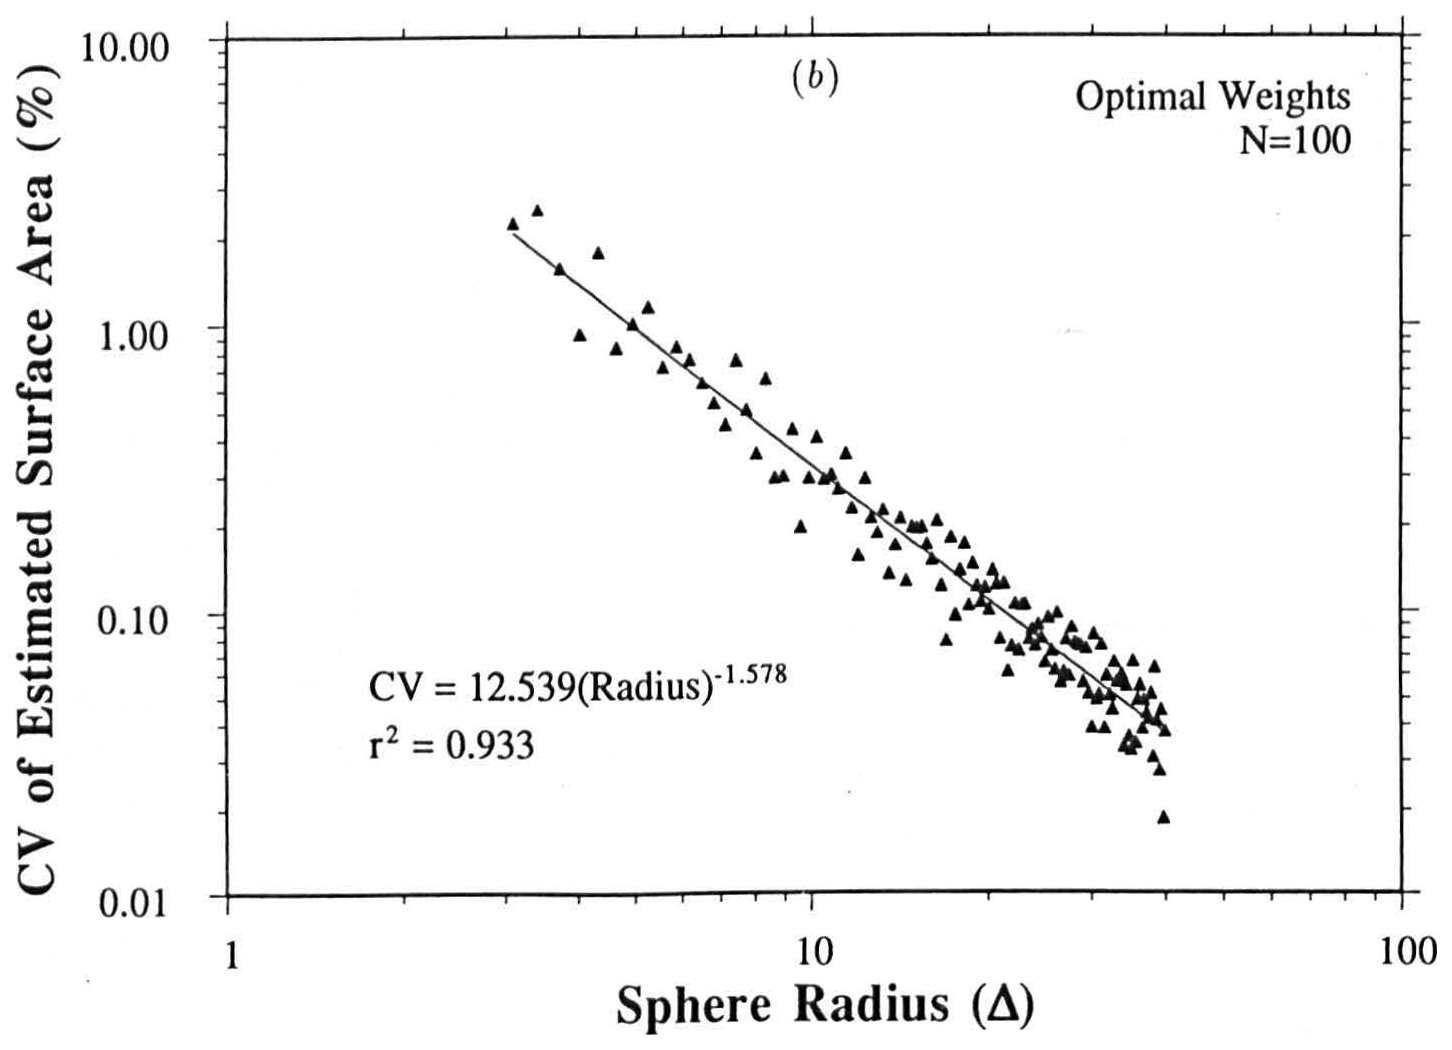 (b)
Optimal Weights
N=100
CV of Estimated Surface Area (%)
10.00
1.00
0.10
0.01
CV = 12.539(Radius)-1.578
r2 = 0.933
1
10
100
Sphere Radius (Δ)